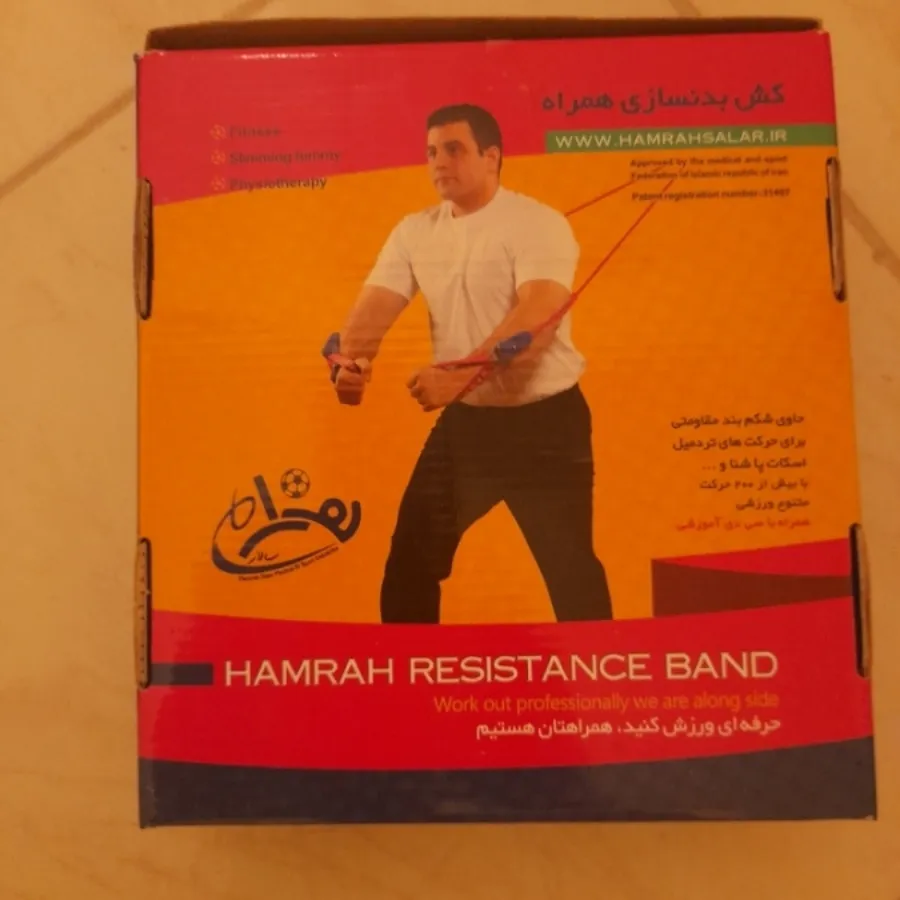 کش بدنسازی همراه
WWW.HAMRAHSALAR.IR
Approved by the medical and sport
Federation of Islamic republic of Iran
Patent registration number:31407
Fitness
Slimming tummy
Physiotherapy
حاوی شکم بند مقاومتی
برای حرکت های تردمیل
اسکات پا شنا و ...
با بیش از ۲۰۰ حرکت
متنوع ورزشی
همراه با سی دی آموزشی
همراه
سالار
HAMRAH RESISTANCE BAND
Work out professionally we are along side
حرفه ای ورزش کنید، همراهتان هستیم